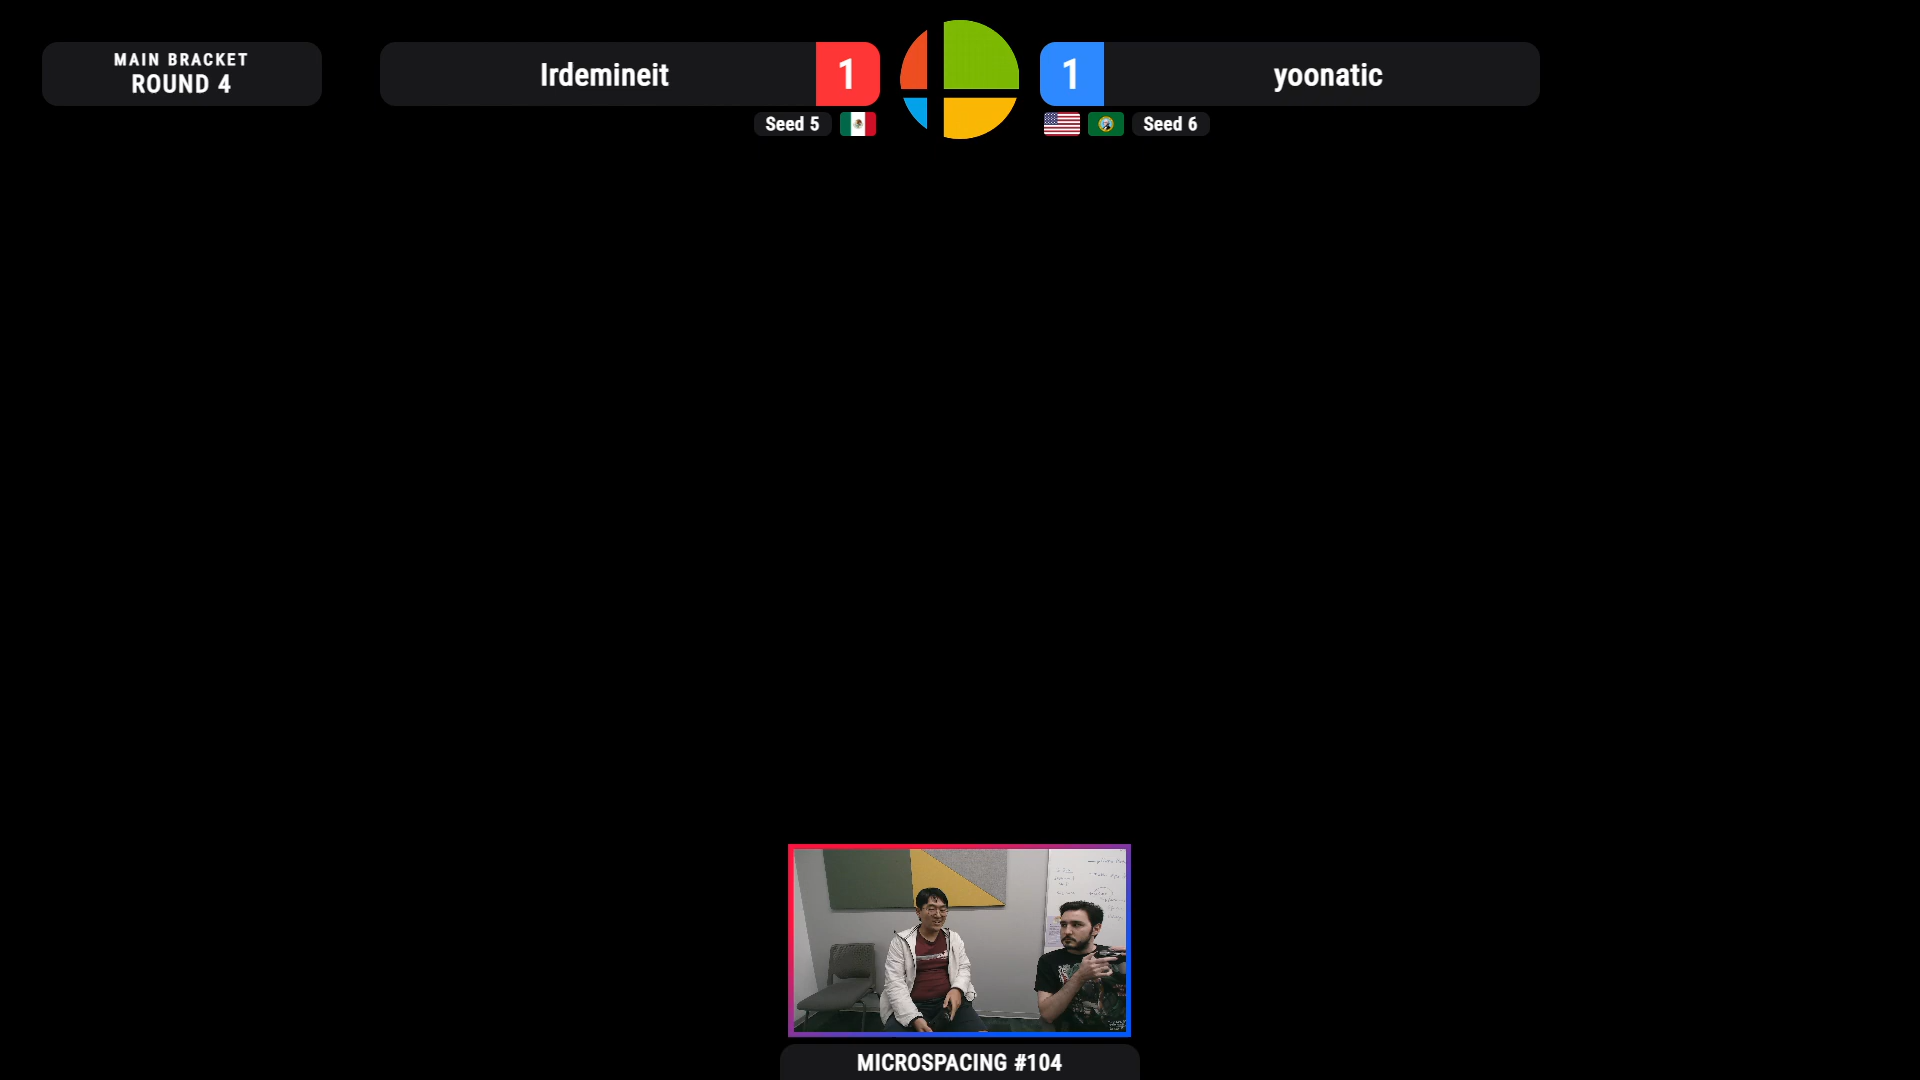 MAIN BRACKET
ROUND 4
Irdemineit
1
1
yoonatic
Seed 5
Seed 6
MICROSPACING #104